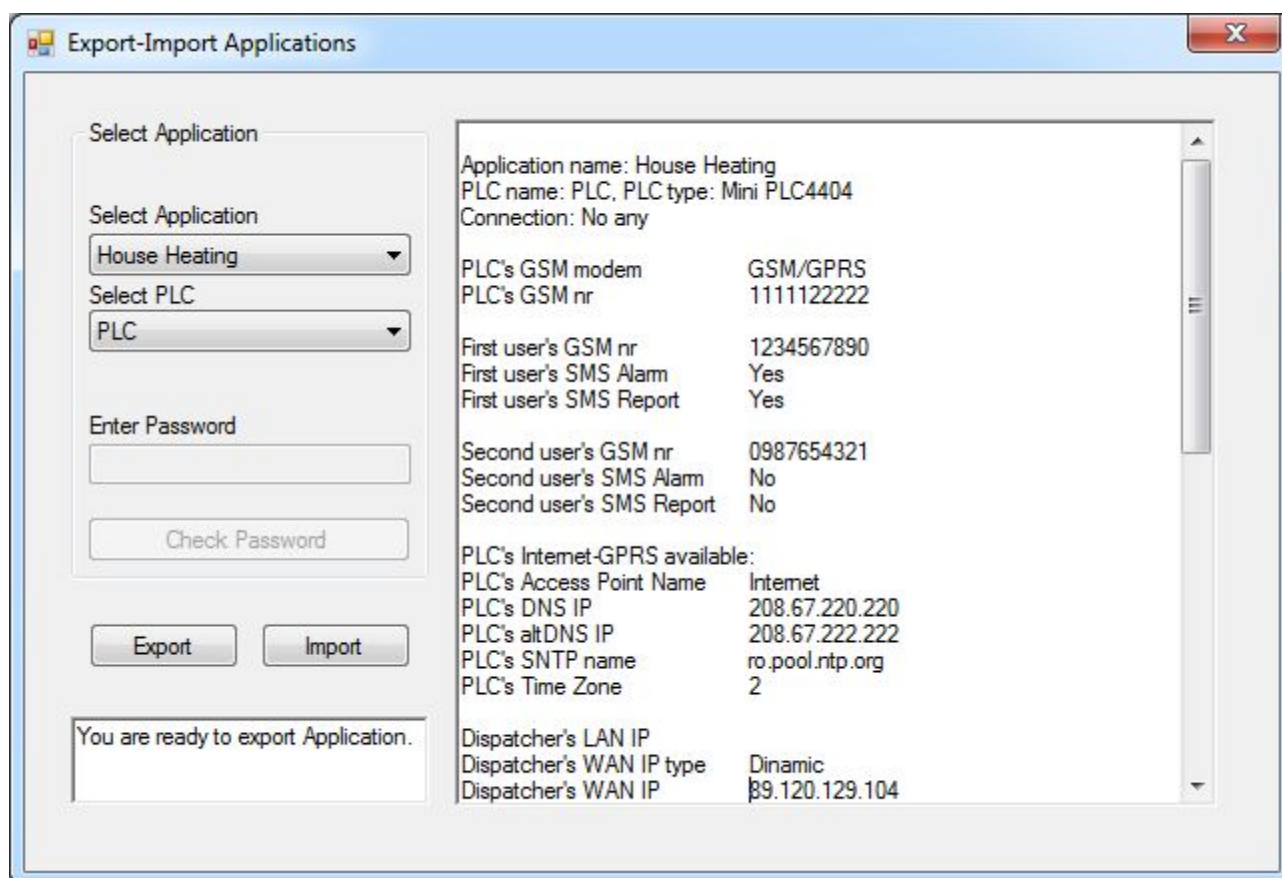 Export-Import Applications
Select Application
Select Application
House Heating
Select PLC
PLC
Enter Password
Check Password
Export
Import
You are ready to export Application.
Application name: House Heating
PLC name: PLC, PLC type: Mini PLC4404
Connection: No any
PLC's GSM modem GSM/GPRS
PLC's GSM nr 1111122222
First user's GSM nr 1234567890
First user's SMS Alarm Yes
First user's SMS Report Yes
Second user's GSM nr 0987654321
Second user's SMS Alarm No
Second user's SMS Report No
PLC's Internet-GPRS available:
PLC's Access Point Name Internet
PLC's DNS IP 208.67.220.220
PLC's altDNS IP 208.67.222.222
PLC's SNTP name ro.pool.ntp.org
PLC's Time Zone 2
Dispatcher's LAN IP
Dispatcher's WAN IP type Dinamic
Dispatcher's WAN IP 89.120.129.104